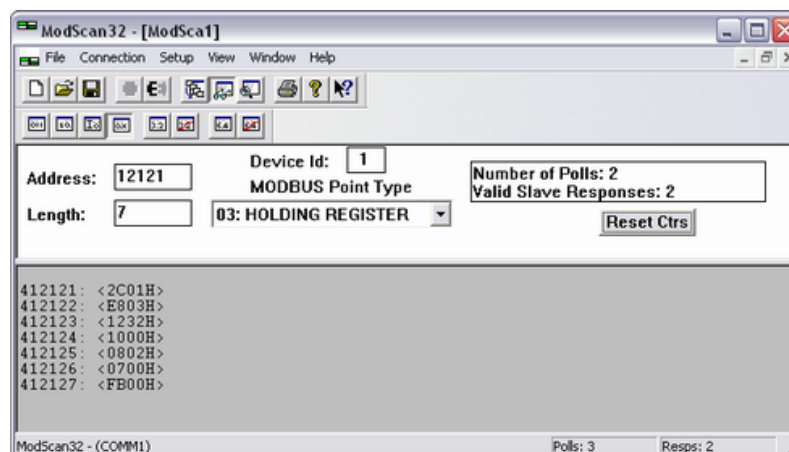 ModScan32 - [ModSca1]
File Connection Setup View Window Help
Address: 12121
Device Id: 1
MODBUS Point Type
Length: 7
03: HOLDING REGISTER
Number of Polls: 2
Valid Slave Responses: 2
Reset Ctrs
412121: <2C01H>
412122: <E803H>
412123: <1232H>
412124: <1000H>
412125: <0802H>
412126: <0700H>
412127: <FB00H>
ModScan32 - (COMM1)
Polls: 3
Resps: 2